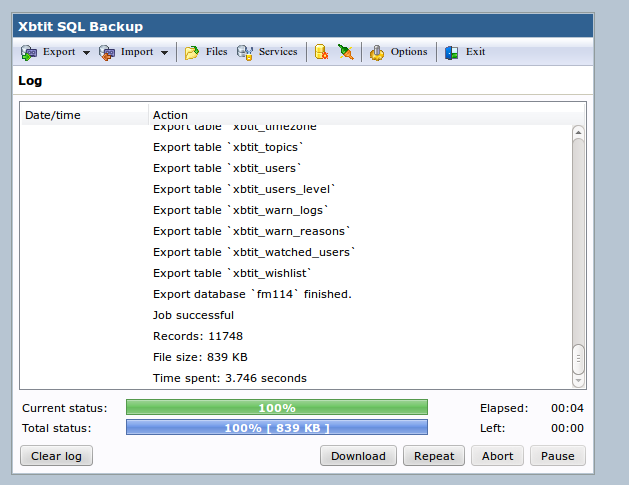 Xbtit SQL Backup
Export Import Files Services Options Exit
Log
Date/time Action
Export table `xbtit_timezone`
Export table `xbtit_topics`
Export table `xbtit_users`
Export table `xbtit_users_level`
Export table `xbtit_warn_logs`
Export table `xbtit_warn_reasons`
Export table `xbtit_watched_users`
Export table `xbtit_wishlist`
Export database `fm114` finished.
Job successful
Records: 11748
File size: 839 KB
Time spent: 3.746 seconds
Current status: 100% Elapsed: 00:04
Total status: 100% [ 839 KB ] Left: 00:00
Clear log Download Repeat Abort Pause